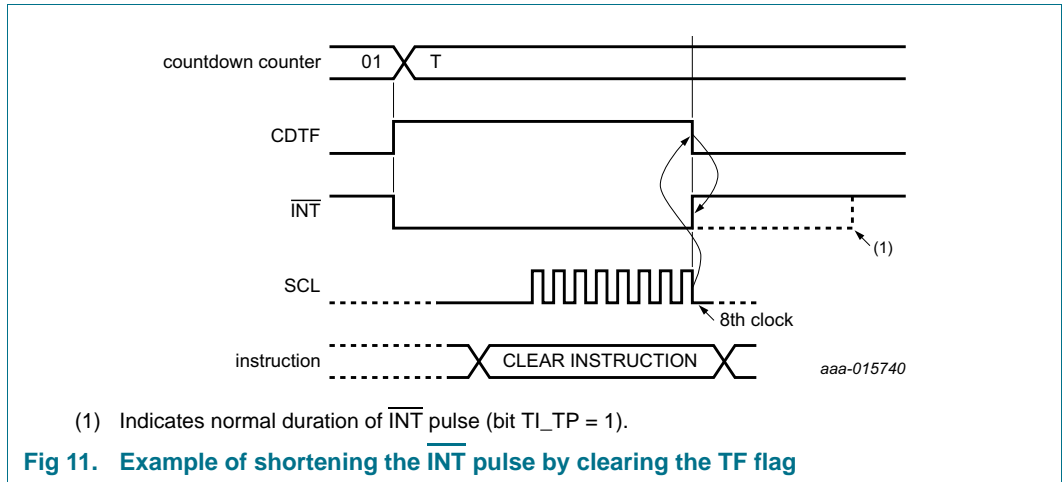 countdown counter 01 T
CDTF
INT
(1)
SCL
8th clock
instruction CLEAR INSTRUCTION
aaa-015740
(1) Indicates normal duration of INT pulse (bit TI_TP = 1).
Fig 11. Example of shortening the INT pulse by clearing the TF flag